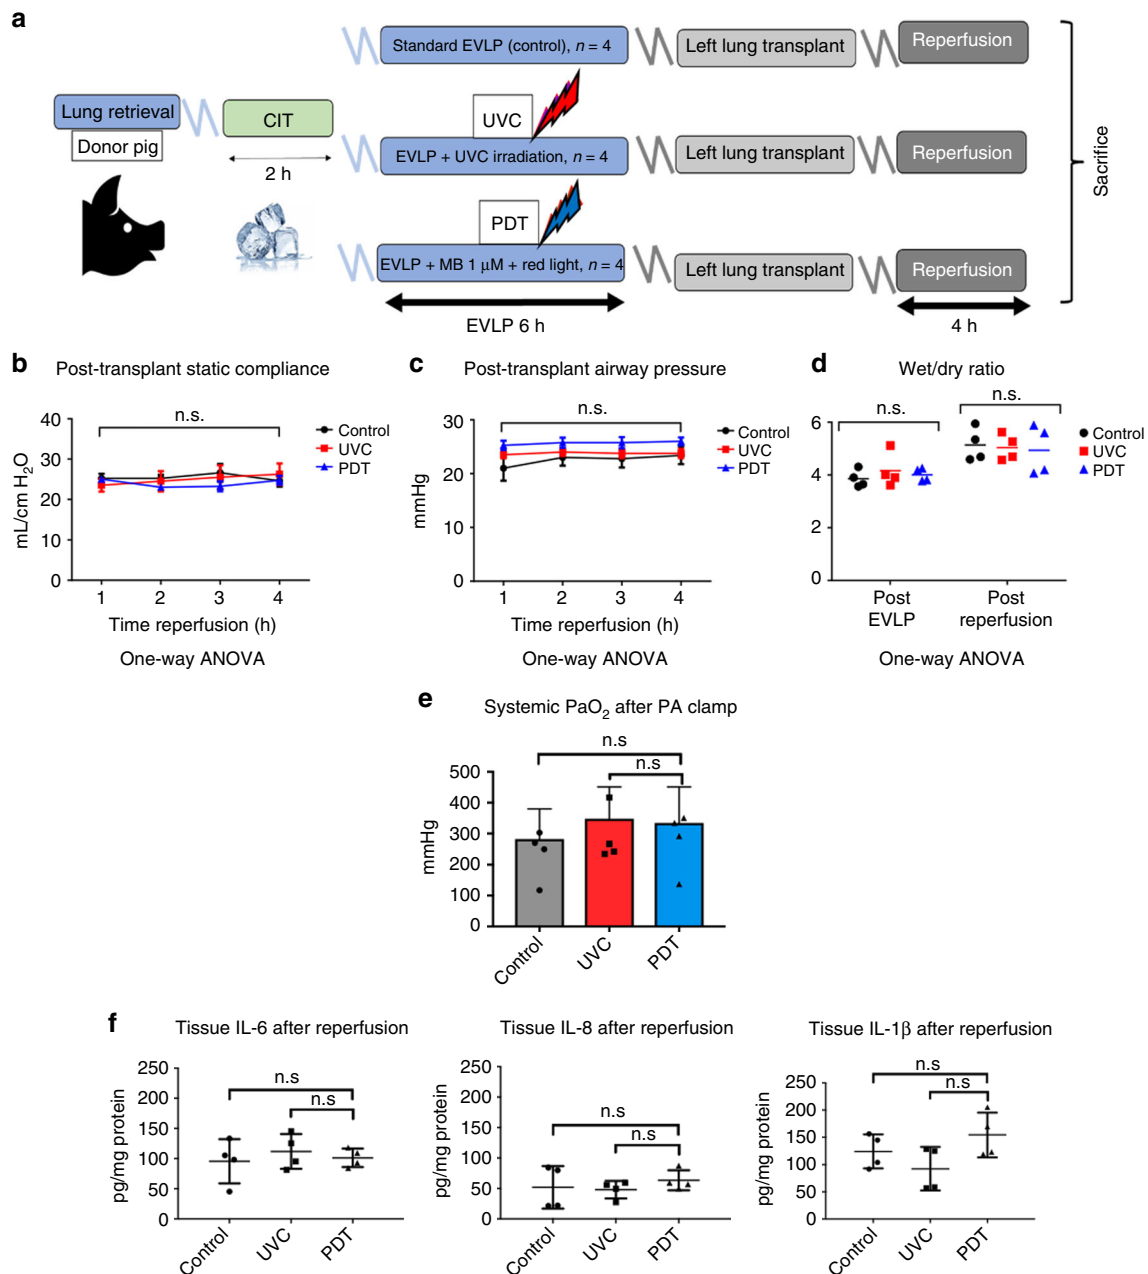 a
Standard EVLP (control), n = 4
Left lung transplant
Reperfusion
Lung retrieval
Donor pig
CIT
2 h
UVC
EVLP + UVC irradiation, n = 4
Left lung transplant
Reperfusion
PDT
EVLP + MB 1 μM + red light, n = 4
Left lung transplant
Reperfusion
EVLP 6 h
4 h
Sacrifice
b
Post-transplant static compliance
n.s.
mL/cm H2O
40
30
20
10
0
1 2 3 4
Time reperfusion (h)
One-way ANOVA
Control
UVC
PDT
c
Post-transplant airway pressure
n.s.
mmHg
30
20
10
0
1 2 3 4
Time reperfusion (h)
One-way ANOVA
Control
UVC
PDT
d
Wet/dry ratio
n.s.
n.s.
6
4
2
0
Post
EVLP
Post
reperfusion
One-way ANOVA
Control
UVC
PDT
e
Systemic PaO2 after PA clamp
n.s
n.s
mmHg
500
400
300
200
100
0
Control
UVC
PDT
f
Tissue IL-6 after reperfusion
n.s
n.s
pg/mg protein
250
200
150
100
50
0
Control
UVC
PDT
Tissue IL-8 after reperfusion
n.s
n.s
pg/mg protein
250
200
150
100
50
0
Control
UVC
PDT
Tissue IL-1β after reperfusion
n.s
n.s
pg/mg protein
250
200
150
100
50
0
Control
UVC
PDT